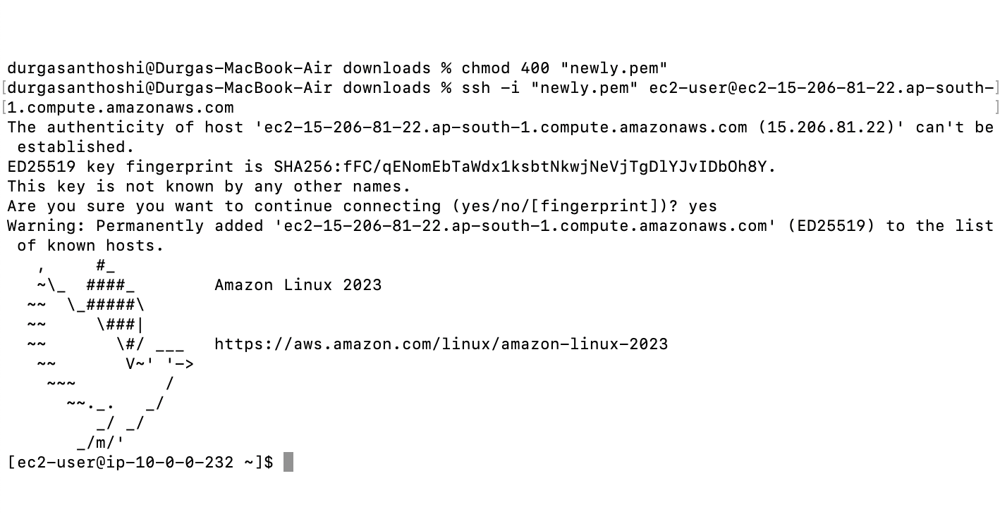 durgasanthoshi@Durgas-MacBook-Air downloads % chmod 400 "newly.pem"
[durgasanthoshi@Durgas-MacBook-Air downloads % ssh -i "newly.pem" ec2-user@ec2-15-206-81-22.ap-south-]
[1.compute.amazonaws.com ]
The authenticity of host 'ec2-15-206-81-22.ap-south-1.compute.amazonaws.com (15.206.81.22)' can't be
 established.
ED25519 key fingerprint is SHA256:fFC/qENomEbTaWdx1ksbtNkwjNeVjTgDlYJvIDbOh8Y.
This key is not known by any other names.
Are you sure you want to continue connecting (yes/no/[fingerprint])? yes
Warning: Permanently added 'ec2-15-206-81-22.ap-south-1.compute.amazonaws.com' (ED25519) to the list
 of known hosts.
   ,     #_
   ~\_  ####_        Amazon Linux 2023
  ~~  \_#####\
  ~~     \###|
  ~~       \#/ ___   https://aws.amazon.com/linux/amazon-linux-2023
   ~~       V~' '->
    ~~~         /
      ~~._.   _/
         _/ _/
       _/m/'
[ec2-user@ip-10-0-0-232 ~]$